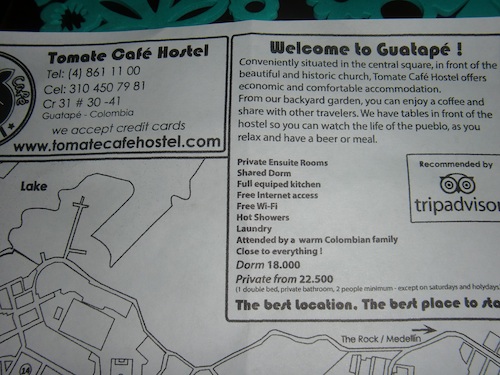 Tomate Café Hostel
Tel: (4) 861 11 00
Cel: 310 450 79 81
Cr 31 # 30 -41
Guatapé - Colombia
we accept credit cards
www.tomatecafehostel.com
Café
Welcome to Guatapé !
Conveniently situated in the central square, in front of the
beautiful and historic church, Tomate Café Hostel offers
economic and comfortable accommodation.
From our backyard garden, you can enjoy a coffee and
share with other travelers. We have tables in front of the
hostel so you can watch the life of the pueblo, as you
relax and have a beer or meal.
Private Ensuite Rooms
Shared Dorm
Full equiped kitchen
Free Internet access
Free Wi-Fi
Hot Showers
Laundry
Attended by a warm Colombian family
Close to everything !
Dorm 18.000
Private from 22.500
(1 double bed, private bathroom, 2 people minimum - except on saturdays and holydays)
The best Location. The best place to sta
Recommended by
tripadvisor
Lake
The Rock / Medellin
14